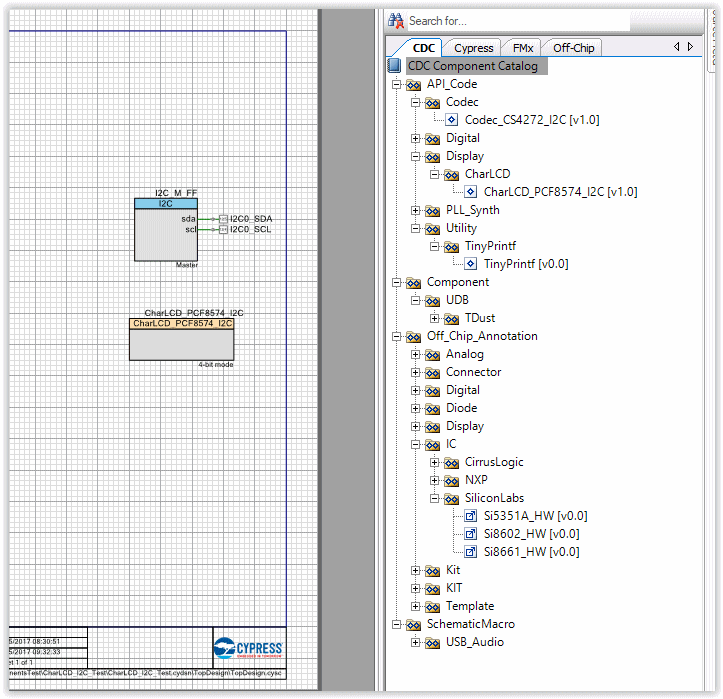 I2C_M_FF
I2C
sda
I2C0_SDA
scl
I2C0_SCL
Master
CharLCD_PCF8574_I2C
CharLCD_PCF8574_I2C
4-bit mode
5/2017 08:30:51
5/2017 09:32:33
et 1 of 1
CYPRESS
EMBEDDED IN TOMORROW
nentsTest\CharLCD_I2C_Test\CharLCD_I2C_Test.cydsn\TopDesign\TopDesign.cysc
Search for...
CDC
Cypress
FMx
Off-Chip
CDC Component Catalog
API_Code
Codec
Codec_CS4272_I2C [v1.0]
Digital
Display
CharLCD
CharLCD_PCF8574_I2C [v1.0]
PLL_Synth
Utility
TinyPrintf
TinyPrintf [v0.0]
Component
UDB
TDust
Off_Chip_Annotation
Analog
Connector
Digital
Diode
Display
IC
CirrusLogic
NXP
SiliconLabs
Si5351A_HW [v0.0]
Si8602_HW [v0.0]
Si8661_HW [v0.0]
Kit
KIT
Template
SchematicMacro
USB_Audio